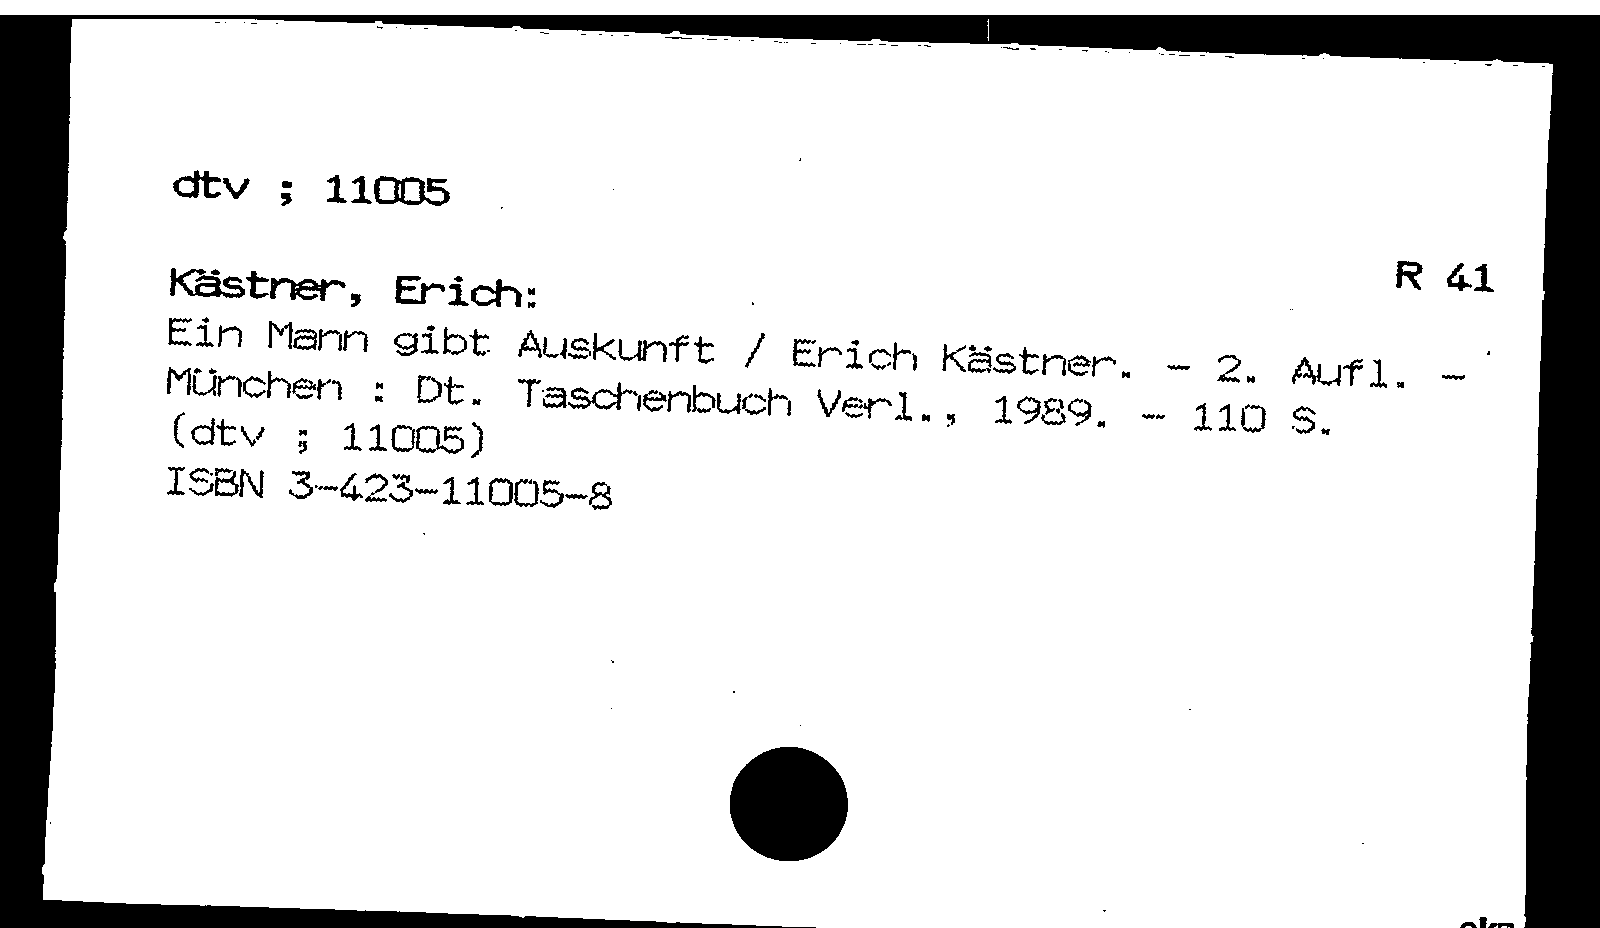 dtv ; 11005
R 41
Kästner, Erich:
Ein Mann gibt Auskunft / Erich Kästner. - 2. Aufl. -
München : Dt. Taschenbuch Verl., 1989. - 110 S.
(dtv ; 11005)
ISBN 3-423-11005-8